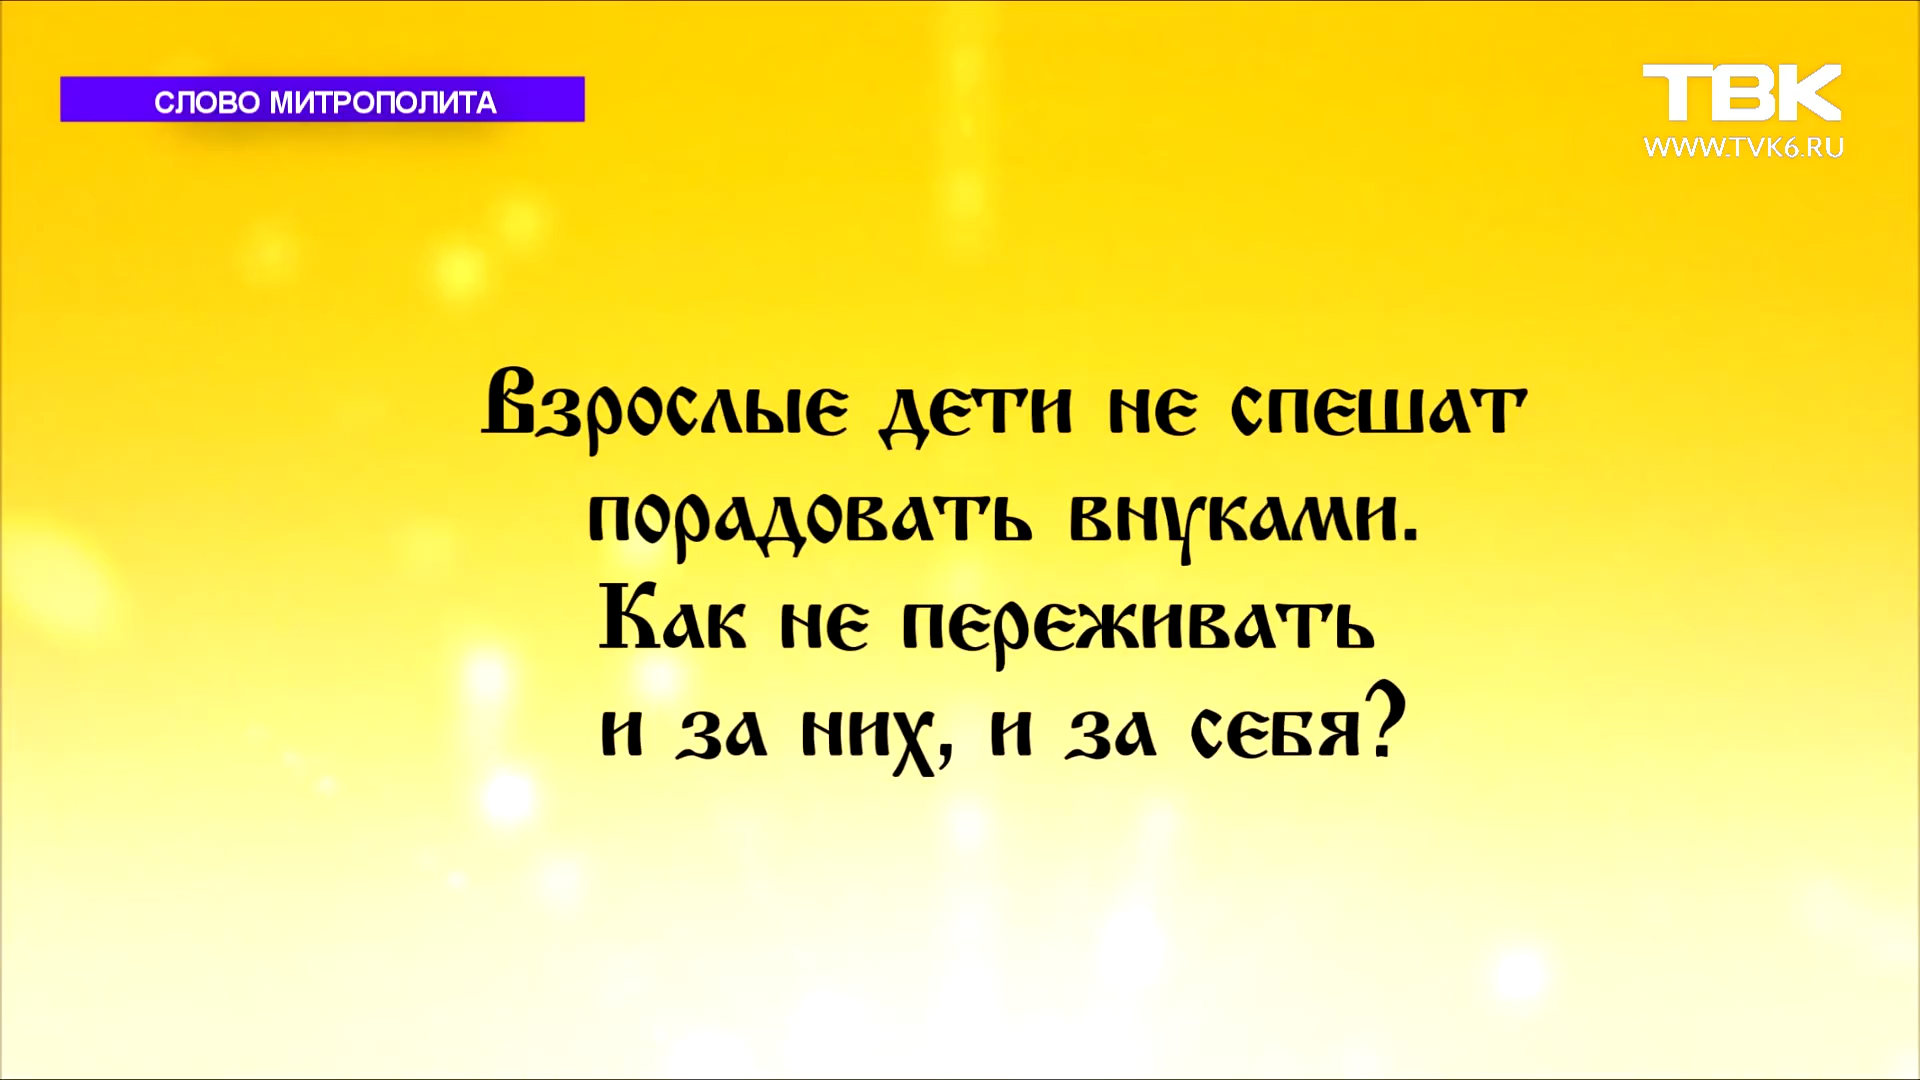 СЛОВО МИТРОПОЛИТА
ТВК
WWW.TVK6.RU
Взрослые дети не спешат
порадовать внуками.
Как не переживать
и за них, и за себя?